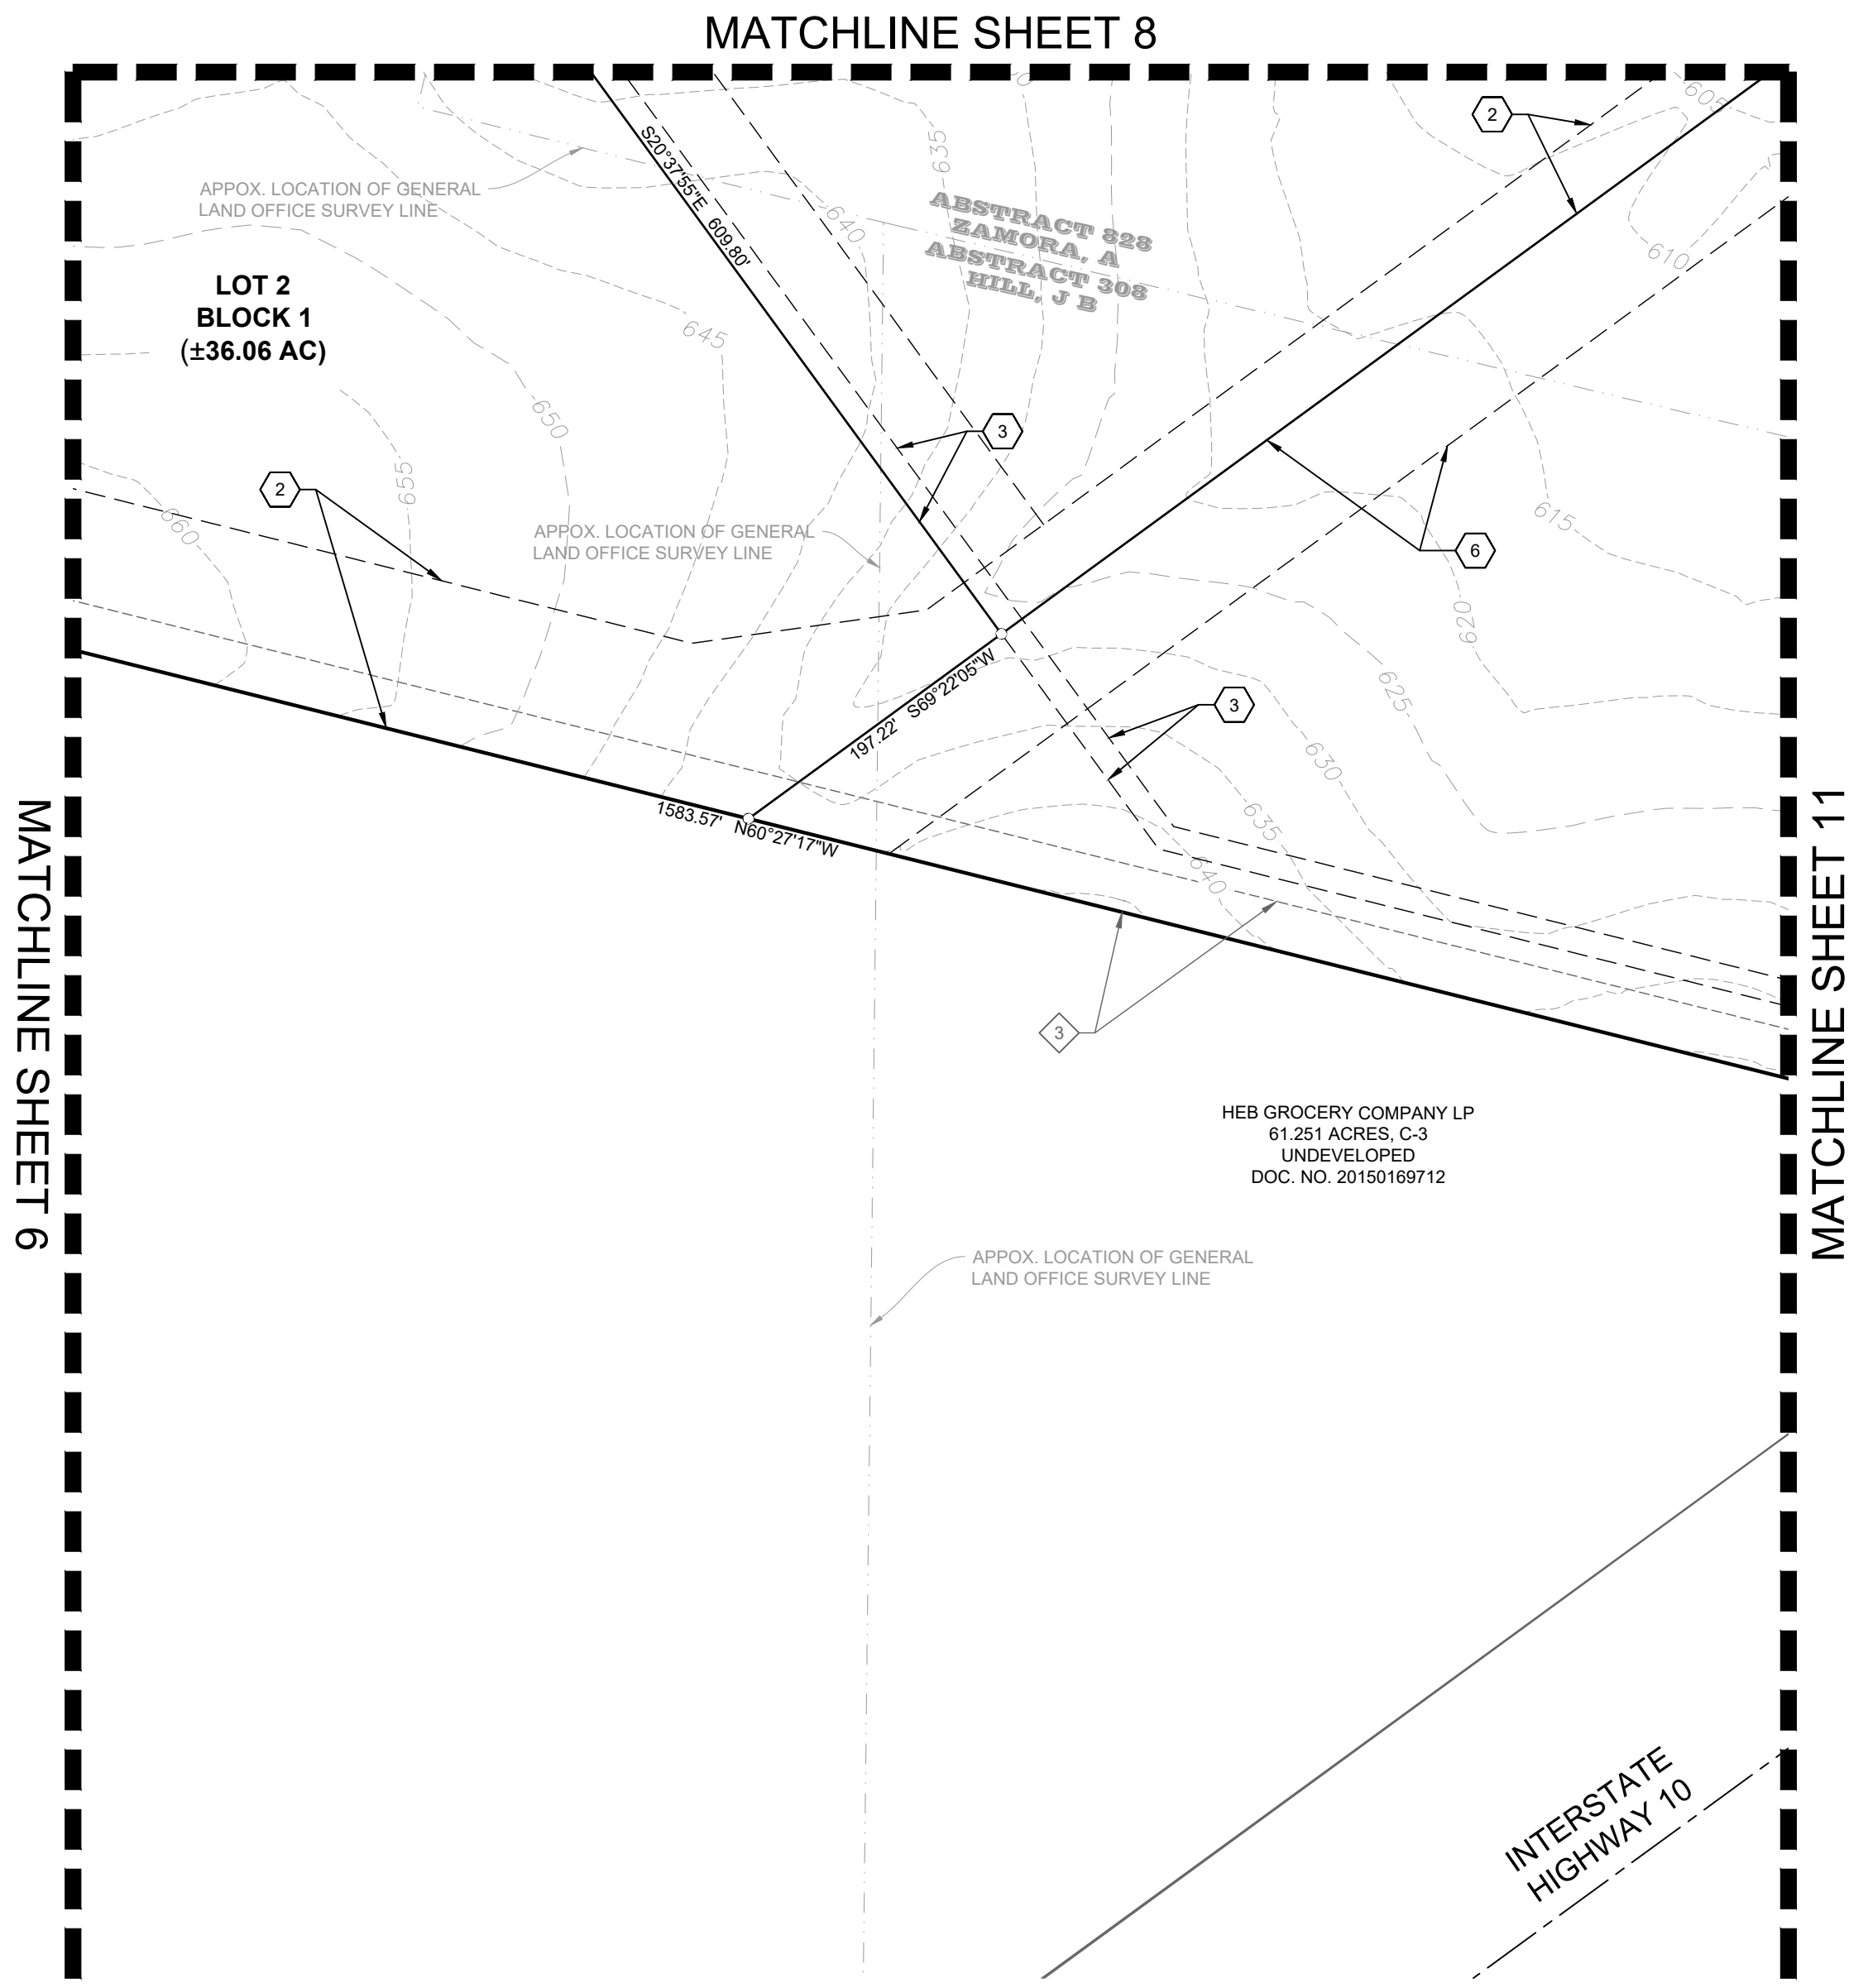 MATCHLINE SHEET 8
605
2
S20°37'55"E 609.80'
635
APPOX. LOCATION OF GENERAL
LAND OFFICE SURVEY LINE
640
ABSTRACT 828
ZAMORA, A
ABSTRACT 308
HILL, J B
610
LOT 2
BLOCK 1
(±36.06 AC)
645
650
3
655
2
660
615
APPOX. LOCATION OF GENERAL
LAND OFFICE SURVEY LINE
6
620
197.22' S69°22'05"W
625
3
630
1583.57' N60°27'17"W
635
640
MATCHLINE SHEET 6
MATCHLINE SHEET 11
3
HEB GROCERY COMPANY LP
61.251 ACRES, C-3
UNDEVELOPED
DOC. NO. 20150169712
APPOX. LOCATION OF GENERAL
LAND OFFICE SURVEY LINE
INTERSTATE
HIGHWAY 10